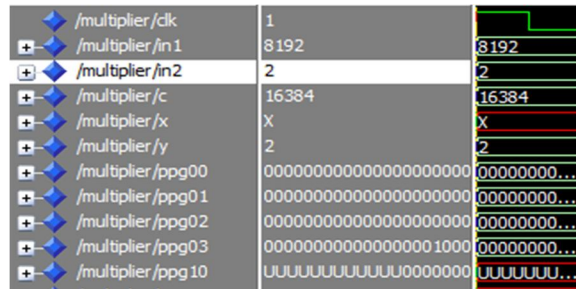 /multiplier/clk 1
/multiplier/in1 8192 8192
/multiplier/in2 2 2
/multiplier/c 16384 16384
/multiplier/x X X
/multiplier/y 2 2
/multiplier/ppg00 00000000000000000000 00000000...
/multiplier/ppg01 00000000000000000000 00000000...
/multiplier/ppg02 00000000000000000000 00000000...
/multiplier/ppg03 00000000000000001000 00000000...
/multiplier/ppg10 UUUUUUUUUUUU0000000 UUUUUUU...